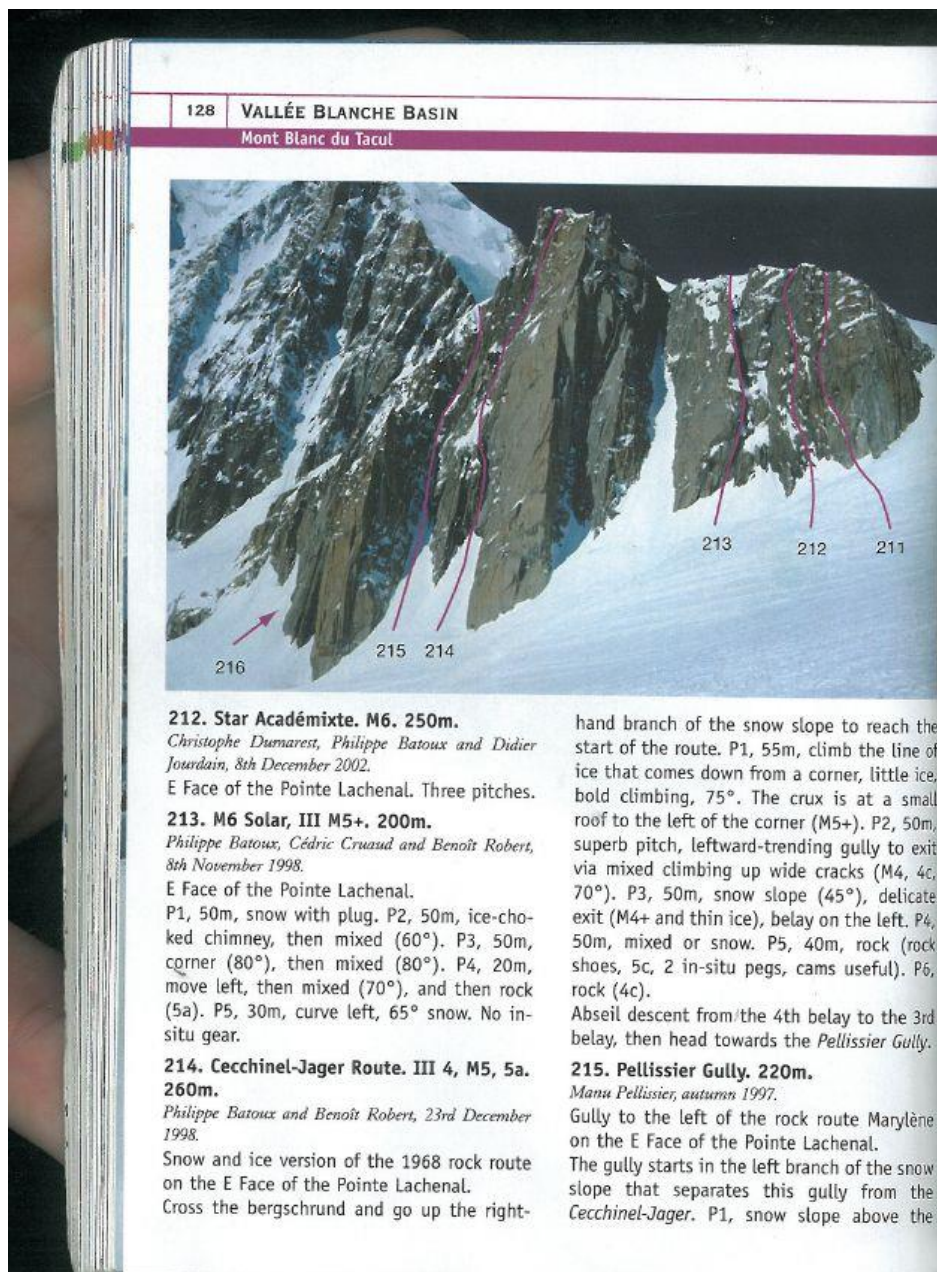 128 VALLÉE BLANCHE BASIN
Mont Blanc du Tacul
213 212 211
215 214
216
212. Star Académixte. M6. 250m.
Christophe Dumarest, Philippe Batoux and Didier
Jourdain, 8th December 2002.
E Face of the Pointe Lachenal. Three pitches.
213. M6 Solar, III M5+. 200m.
Philippe Batoux, Cédric Cruaud and Benoît Robert,
8th November 1998.
E Face of the Pointe Lachenal.
P1, 50m, snow with plug. P2, 50m, ice-cho-
ked chimney, then mixed (60°). P3, 50m,
corner (80°), then mixed (80°). P4, 20m,
move left, then mixed (70°), and then rock
(5a). P5, 30m, curve left, 65° snow. No in-
situ gear.
214. Cecchinel-Jager Route. III 4, M5, 5a.
260m.
Philippe Batoux and Benoît Robert, 23rd December
1998.
Snow and ice version of the 1968 rock route
on the E Face of the Pointe Lachenal.
Cross the bergschrund and go up the right-
hand branch of the snow slope to reach the
start of the route. P1, 55m, climb the line of
ice that comes down from a corner, little ice,
bold climbing, 75°. The crux is at a small
roof to the left of the corner (M5+). P2, 50m,
superb pitch, leftward-trending gully to exit
via mixed climbing up wide cracks (M4, 4c,
70°). P3, 50m, snow slope (45°), delicate
exit (M4+ and thin ice), belay on the left. P4,
50m, mixed or snow. P5, 40m, rock (rock
shoes, 5c, 2 in-situ pegs, cams useful). P6,
rock (4c).
Abseil descent from the 4th belay to the 3rd
belay, then head towards the Pellissier Gully.
215. Pellissier Gully. 220m.
Manu Pellissier, autumn 1997.
Gully to the left of the rock route Marylène
on the E Face of the Pointe Lachenal.
The gully starts in the left branch of the snow
slope that separates this gully from the
Cecchinel-Jager. P1, snow slope above the